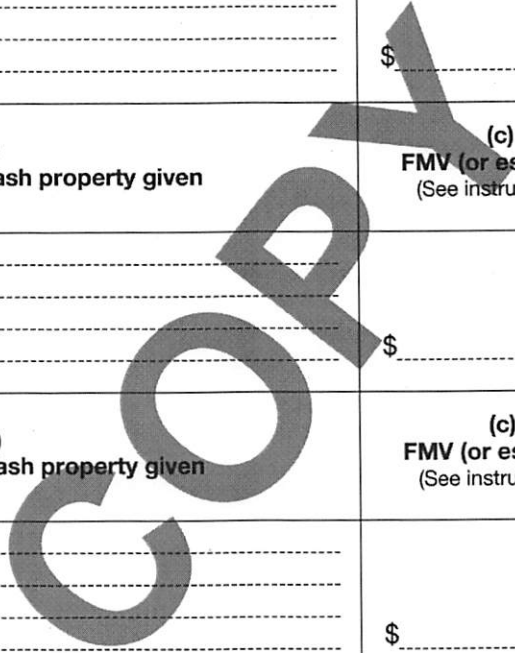 $
(c)
ash property given
FMV (or es
(See instru
$
)
(c)
ash property given
FMV (or es
(See instru
$
COPY